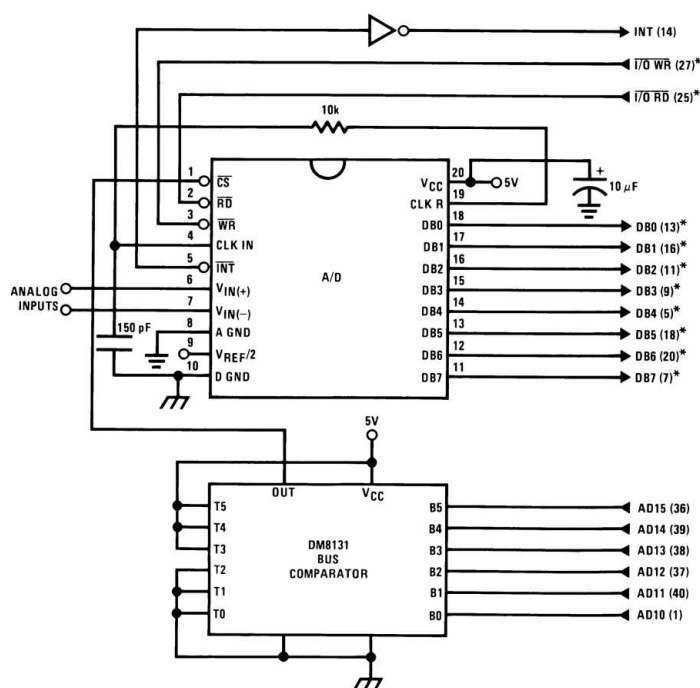 INT (14)
I/O WR (27)*
I/O RD (25)*
10k
1 CS
2 RD
3 WR
4 CLK IN
5 INT
6 VIN(+)
7 VIN(−)
8 A GND
9 VREF/2
10 D GND
A/D
20 VCC
19 CLK R
18 DB0
17 DB1
16 DB2
15 DB3
14 DB4
13 DB5
12 DB6
11 DB7
5V
+
10 µF
DB0 (13)*
DB1 (16)*
DB2 (11)*
DB3 (9)*
DB4 (5)*
DB5 (18)*
DB6 (20)*
DB7 (7)*
ANALOG
INPUTS
150 pF
5V
OUT
VCC
T5
T4
T3
T2
T1
T0
DM8131
BUS
COMPARATOR
B5
B4
B3
B2
B1
B0
AD15 (36)
AD14 (39)
AD13 (38)
AD12 (37)
AD11 (40)
AD10 (1)